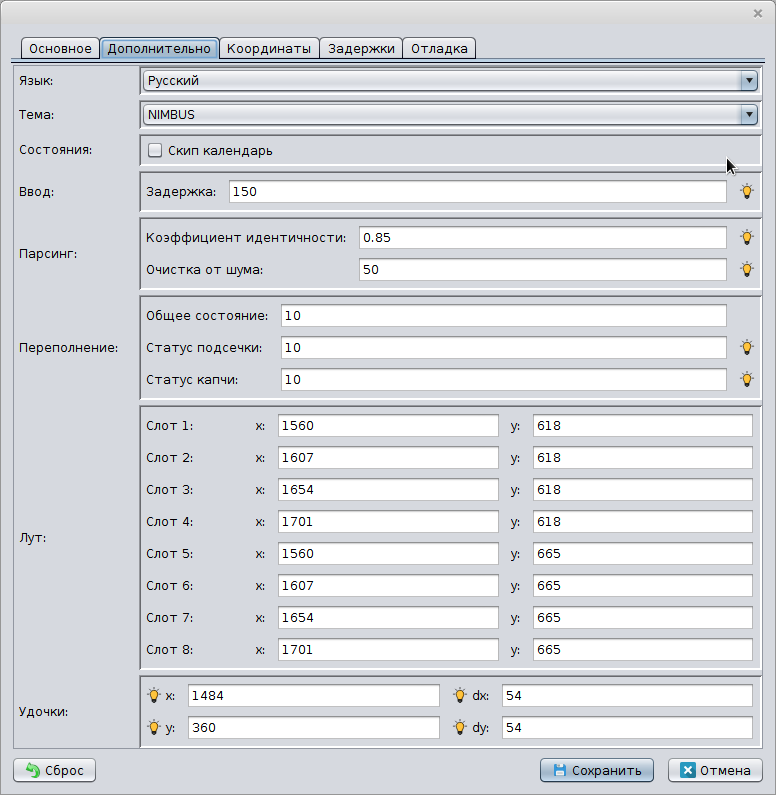 Основное Дополнительно Координаты Задержки Отладка
Язык: Русский
Тема: NIMBUS
Состояния: Скип календарь
Ввод: Задержка: 150
Коэффициент идентичности: 0.85
Парсинг:
Очистка от шума: 50
Общее состояние: 10
Переполнение: Статус подсечки: 10
Статус капчи: 10
Слот 1: x: 1560 y: 618
Слот 2: x: 1607 y: 618
Слот 3: x: 1654 y: 618
Слот 4: x: 1701 y: 618
Лут:
Слот 5: x: 1560 y: 665
Слот 6: x: 1607 y: 665
Слот 7: x: 1654 y: 665
Слот 8: x: 1701 y: 665
x: 1484 dx: 54
Удочки:
y: 360 dy: 54
Сброс Сохранить Отмена